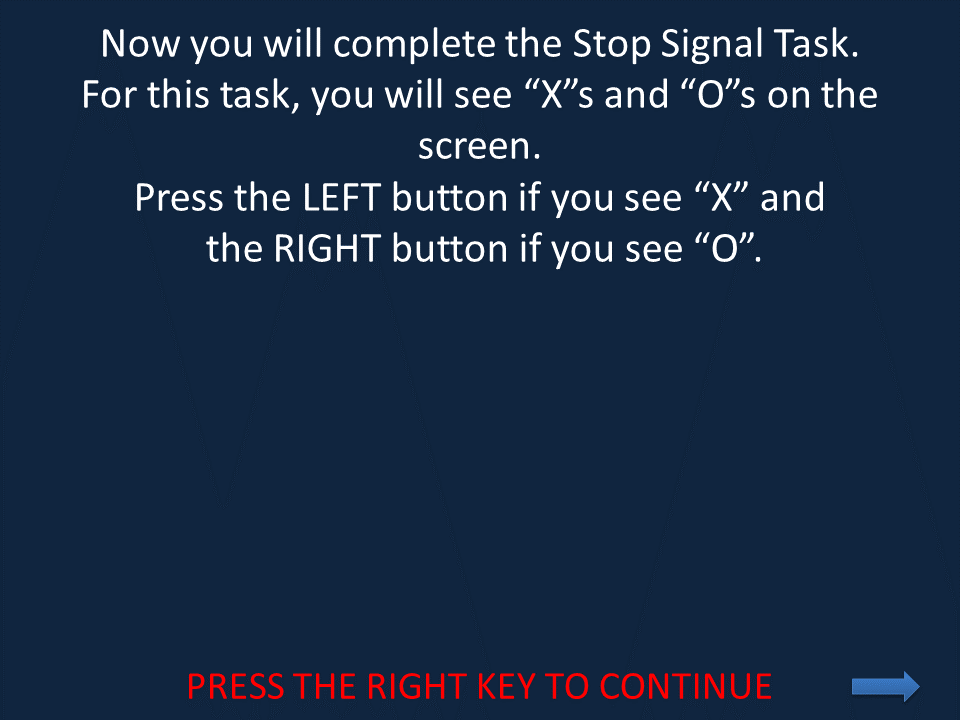 Now you will complete the Stop Signal Task.
For this task, you will see “X”s and “O”s on the
screen.
Press the LEFT button if you see “X” and
the RIGHT button if you see “O”.
PRESS THE RIGHT KEY TO CONTINUE